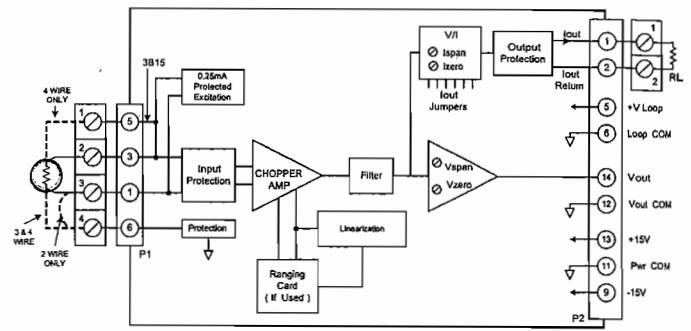 4 WIRE
ONLY
3B15
0.25mA
Protected
Excitation
V/I
Ispan
Izero
Iout
Jumpers
Output
Protection
Iout
Iout
Return
1
2
1
2
RL
5
+V Loop
6
Loop COM
1
2
3
4
5
3
1
6
P1
Input
Protection
CHOPPER
AMP
Filter
Vspan
Vzero
14
Vout
12
Vout COM
3 & 4
WIRE
2 WIRE
ONLY
Protection
Linearization
Ranging
Card
( If Used )
13
+15V
11
Pwr COM
9
-15V
P2